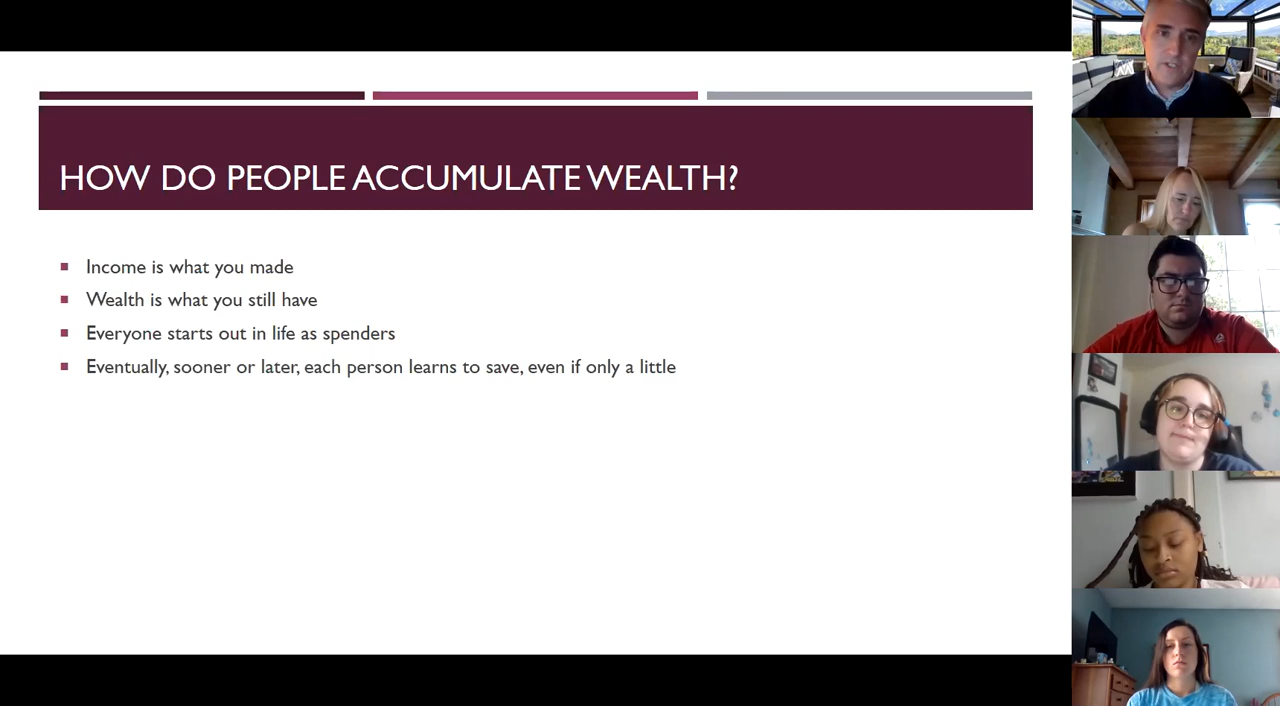 HOW DO PEOPLE ACCUMULATE WEALTH?
Income is what you made
Wealth is what you still have
Everyone starts out in life as spenders
Eventually, sooner or later, each person learns to save, even if only a little